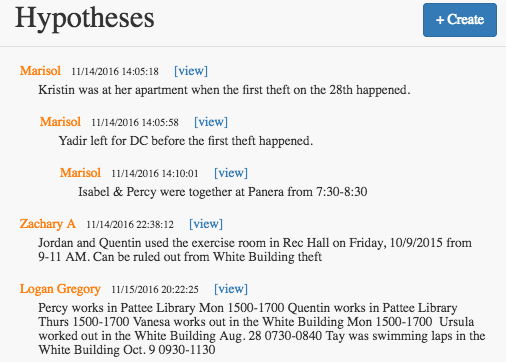 Hypotheses
+ Create
Marisol 11/14/2016 14:05:18 [view]
Kristin was at her apartment when the first theft on the 28th happened.
Marisol 11/14/2016 14:05:58 [view]
Yadir left for DC before the first theft happened.
Marisol 11/14/2016 14:10:01 [view]
Isabel & Percy were together at Panera from 7:30-8:30
Zachary A 11/14/2016 22:38:12 [view]
Jordan and Quentin used the exercise room in Rec Hall on Friday, 10/9/2015 from
9-11 AM. Can be ruled out from White Building theft
Logan Gregory 11/15/2016 20:22:25 [view]
Percy works in Pattee Library Mon 1500-1700 Quentin works in Pattee Library
Thurs 1500-1700 Vanesa works out in the White Building Mon 1500-1700 Ursula
worked out in the White Building Aug. 28 0730-0840 Tay was swimming laps in the
White Building Oct. 9 0930-1130